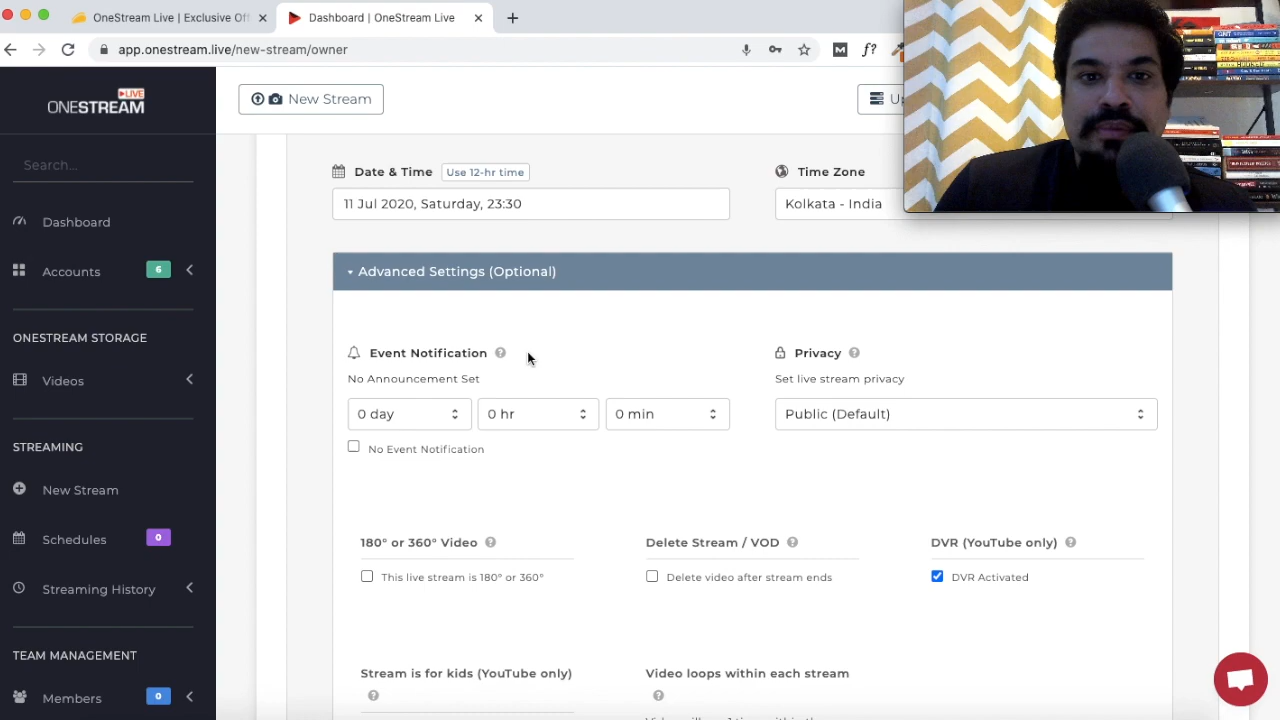 OneStream Live | Exclusive Of
Dashboard | OneStream Live
app.onestream.live/new-stream/owner
M
f?
LIVE
ONESTREAM
New Stream
Search...
Date & Time
Use 12-hr time
Time Zone
11 Jul 2020, Saturday, 23:30
Kolkata - India
Dashboard
Accounts
6
Advanced Settings (Optional)
ONESTREAM STORAGE
Videos
Event Notification
Privacy
No Announcement Set
Set live stream privacy
0 day
0 hr
0 min
Public (Default)
No Event Notification
STREAMING
New Stream
Schedules
0
Streaming History
180° or 360° Video
Delete Stream / VOD
DVR (YouTube only)
This live stream is 180° or 360°
Delete video after stream ends
DVR Activated
TEAM MANAGEMENT
Members
0
Stream is for kids (YouTube only)
Video loops within each stream